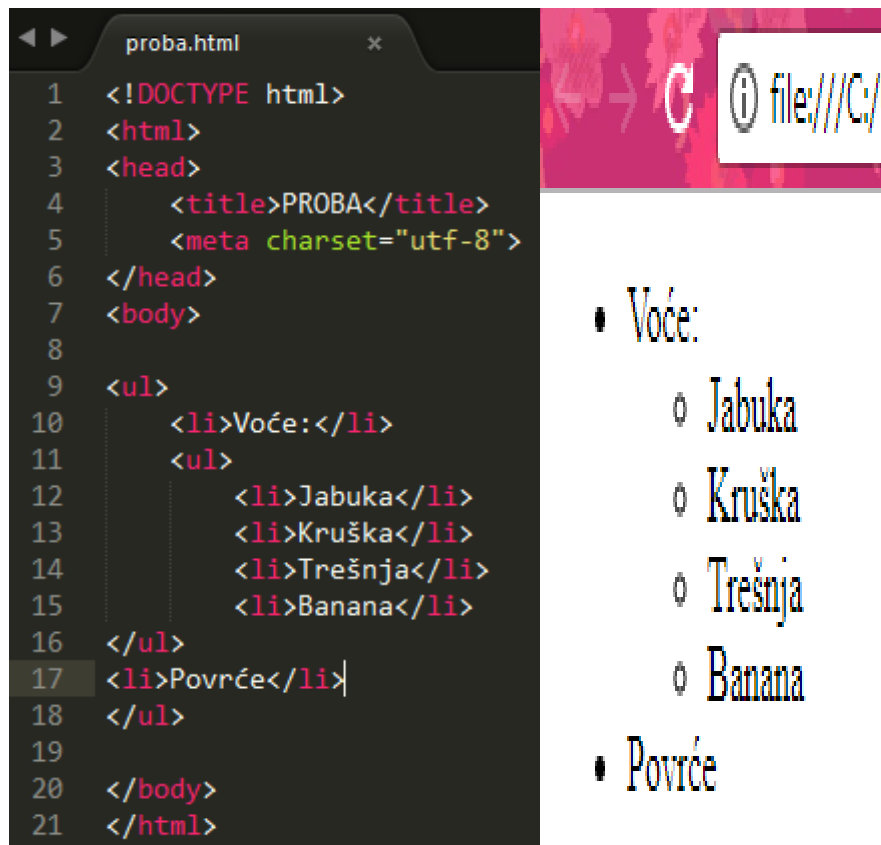 proba.html ×
1 <!DOCTYPE html>
2 <html>
3 <head>
4 <title>PROBA</title>
5 <meta charset="utf-8">
6 </head>
7 <body>
8
9 <ul>
10 <li>Voće:</li>
11 <ul>
12 <li>Jabuka</li>
13 <li>Kruška</li>
14 <li>Trešnja</li>
15 <li>Banana</li>
16 </ul>
17 <li>Povrće</li>
18 </ul>
19
20 </body>
21 </html>
file:///C:/
• Voće:
o Jabuka
o Kruška
o Trešnja
o Banana
• Povrće